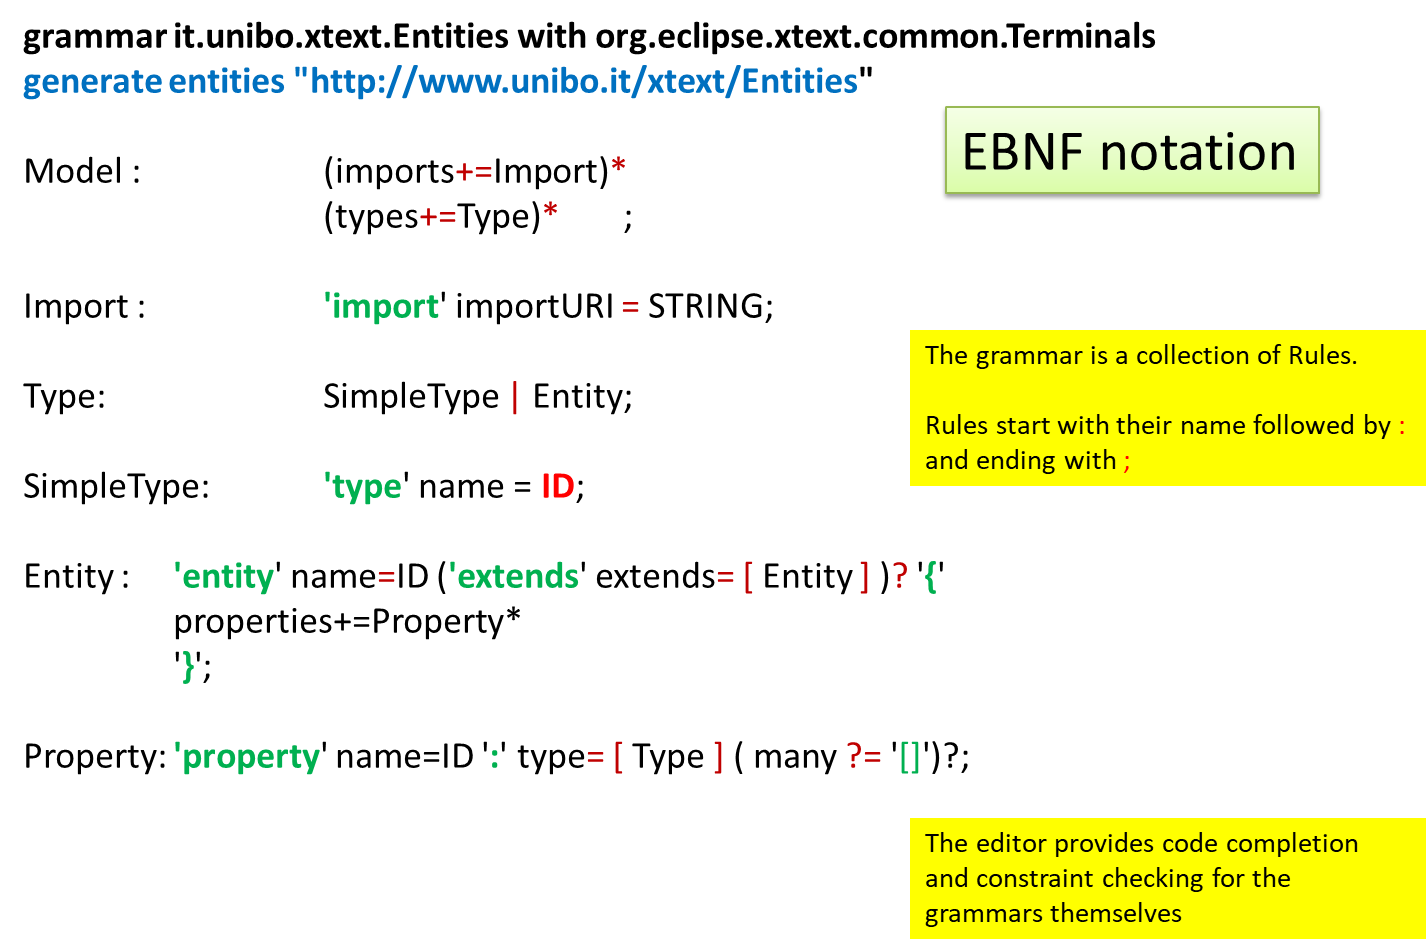 grammar it.unibo.xtext.Entities with org.eclipse.xtext.common.Terminals
generate entities "http://www.unibo.it/xtext/Entities"
EBNF notation
Model : (imports+=Import)*
(types+=Type)* ;
Import : 'import' importURI = STRING;
The grammar is a collection of Rules.
Type: SimpleType | Entity;
Rules start with their name followed by :
and ending with ;
SimpleType: 'type' name = ID;
Entity : 'entity' name=ID ('extends' extends= [ Entity ] )? '{'
properties+=Property*
'}';
Property: 'property' name=ID ':' type= [ Type ] ( many ?= '[]')?;
The editor provides code completion
and constraint checking for the
grammars themselves